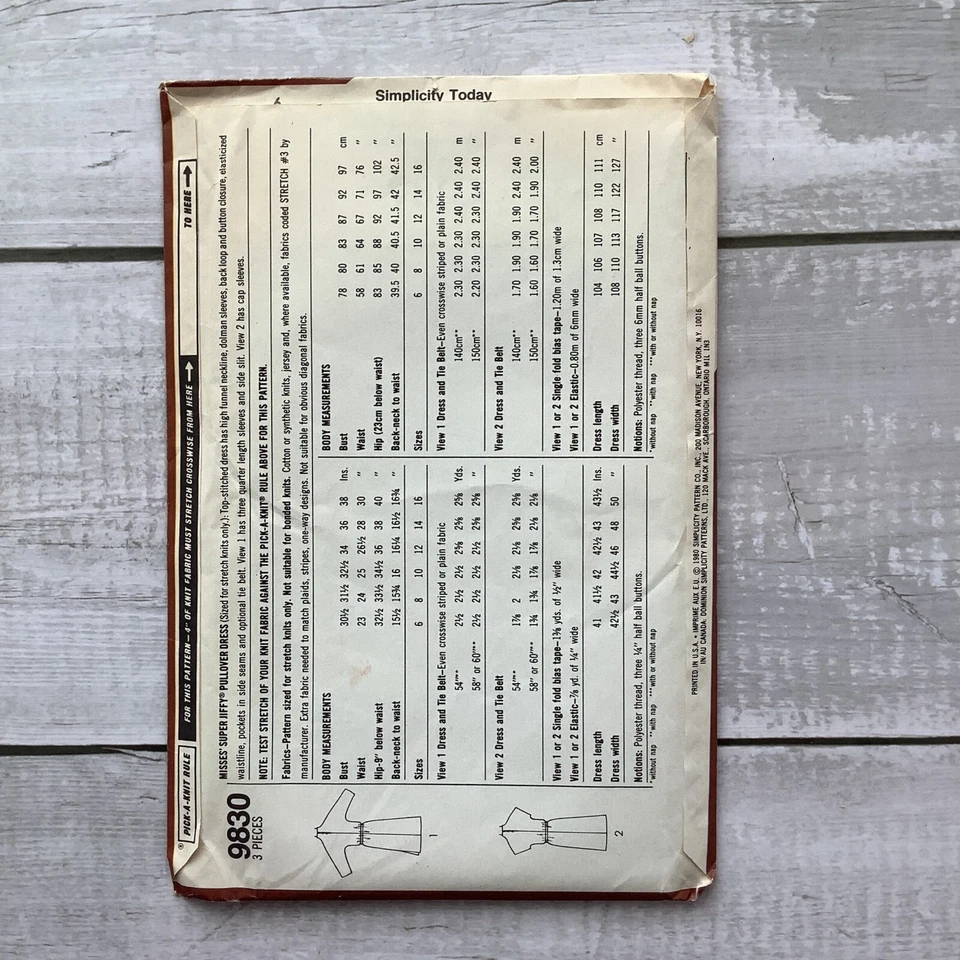 Simplicity Today
® PICK-A-KNIT RULE FOR THIS PATTERN—4" OF KNIT FABRIC MUST STRETCH CROSSWISE FROM HERE TO HERE
9830
3 PIECES
MISSES' SUPER JIFFY® PULLOVER DRESS (Sized for stretch knits only.): Top-stitched dress has high funnel neckline, dolman sleeves, back loop and button closure, elasticized
waistline, pockets in side seams and optional tie belt. View 1 has three quarter length sleeves and side slit. View 2 has cap sleeves.
NOTE: TEST STRETCH OF YOUR KNIT FABRIC AGAINST THE PICK-A-KNIT® RULE ABOVE FOR THIS PATTERN.
Fabrics—Pattern sized for stretch knits only. Not suitable for bonded knits. Cotton or synthetic knits, jersey and, where available, fabrics coded STRETCH #3 by
manufacturer. Extra fabric needed to match plaids, stripes, one-way designs. Not suitable for obvious diagonal fabrics.
BODY MEASUREMENTS
Bust 30½ 31½ 32½ 34 36 38 Ins.
Waist 23 24 25 26½ 28 30 "
Hip-9" below waist 32½ 33½ 34½ 36 38 40 "
Back-neck to waist 15½ 15¾ 16 16¼ 16½ 16¾ "
Sizes 6 8 10 12 14 16
View 1 Dress and Tie Belt—Even crosswise striped or plain fabric
54"** 2½ 2½ 2½ 2⅝ 2⅝ 2⅝ Yds.
58" or 60"** 2½ 2½ 2½ 2½ 2⅝ 2⅝ "
View 2 Dress and Tie Belt
54"** 1⅞ 2 2⅛ 2⅛ 2⅝ 2⅝ Yds.
58" or 60"** 1¾ 1¾ 1⅞ 1⅞ 2⅛ 2⅛ "
View 1 or 2 Single fold bias tape—1⅜ yds. of ½" wide
View 1 or 2 Elastic—⅞ yd. of ¼" wide
Dress length 41 41½ 42 42½ 43 43½ Ins.
Dress width 42½ 43 44½ 46 48 50 "
Notions: Polyester thread, three ¼" half ball buttons.
*without nap **with nap ***with or without nap
BODY MEASUREMENTS
Bust 78 80 83 87 92 97 cm
Waist 58 61 64 67 71 76 "
Hip (23cm below waist) 83 85 88 92 97 102 "
Back-neck to waist 39.5 40 40.5 41.5 42 42.5 "
Sizes 6 8 10 12 14 16
View 1 Dress and Tie Belt—Even crosswise striped or plain fabric
140cm** 2.30 2.30 2.30 2.40 2.40 2.40 m
150cm** 2.20 2.30 2.30 2.30 2.40 2.40 "
View 2 Dress and Tie Belt
140cm** 1.70 1.90 1.90 1.90 2.40 2.40 m
150cm** 1.60 1.60 1.70 1.70 1.90 2.00 "
View 1 or 2 Single fold bias tape—1.20m of 1.3cm wide
View 1 or 2 Elastic—0.80m of 6mm wide
Dress length 104 106 107 108 110 111 cm
Dress width 108 110 113 117 122 127 "
Notions: Polyester thread, three 6mm half ball buttons.
*without nap **with nap ***with or without nap
1
2
PRINTED IN U.S.A. • IMPRIME AUX E.U. © 1980 SIMPLICITY PATTERN CO. INC. 200 MADISON AVENUE, NEW YORK, N.Y. 10016
IN/AU CANADA: DOMINION SIMPLICITY PATTERNS, LTD., 120 MACK AVE. SCARBOROUGH, ONTARIO M1L 1N3